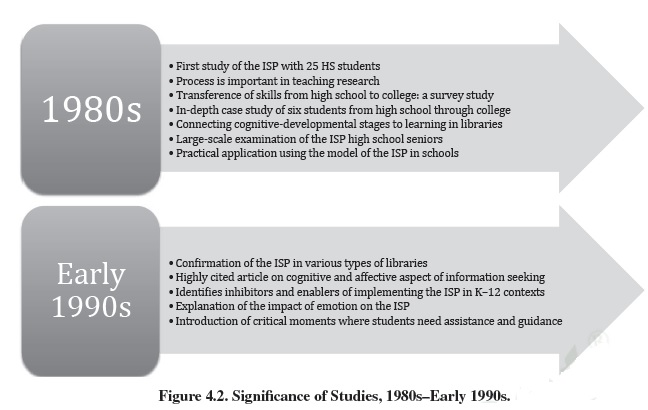 1980s
• First study of the ISP with 25 HS students
• Process is important in teaching research
• Transference of skills from high school to college: a survey study
• In-depth case study of six students from high school through college
• Connecting cognitive-developmental stages to learning in libraries
• Large-scale examination of the ISP high school seniors
• Practical application using the model of the ISP in schools
Early
1990s
• Confirmation of the ISP in various types of libraries
• Highly cited article on cognitive and affective aspect of information seeking
• Identifies inhibitors and enablers of implementing the ISP in K–12 contexts
• Explanation of the impact of emotion on the ISP
• Introduction of critical moments where students need assistance and guidance
Figure 4.2. Significance of Studies, 1980s–Early 1990s.